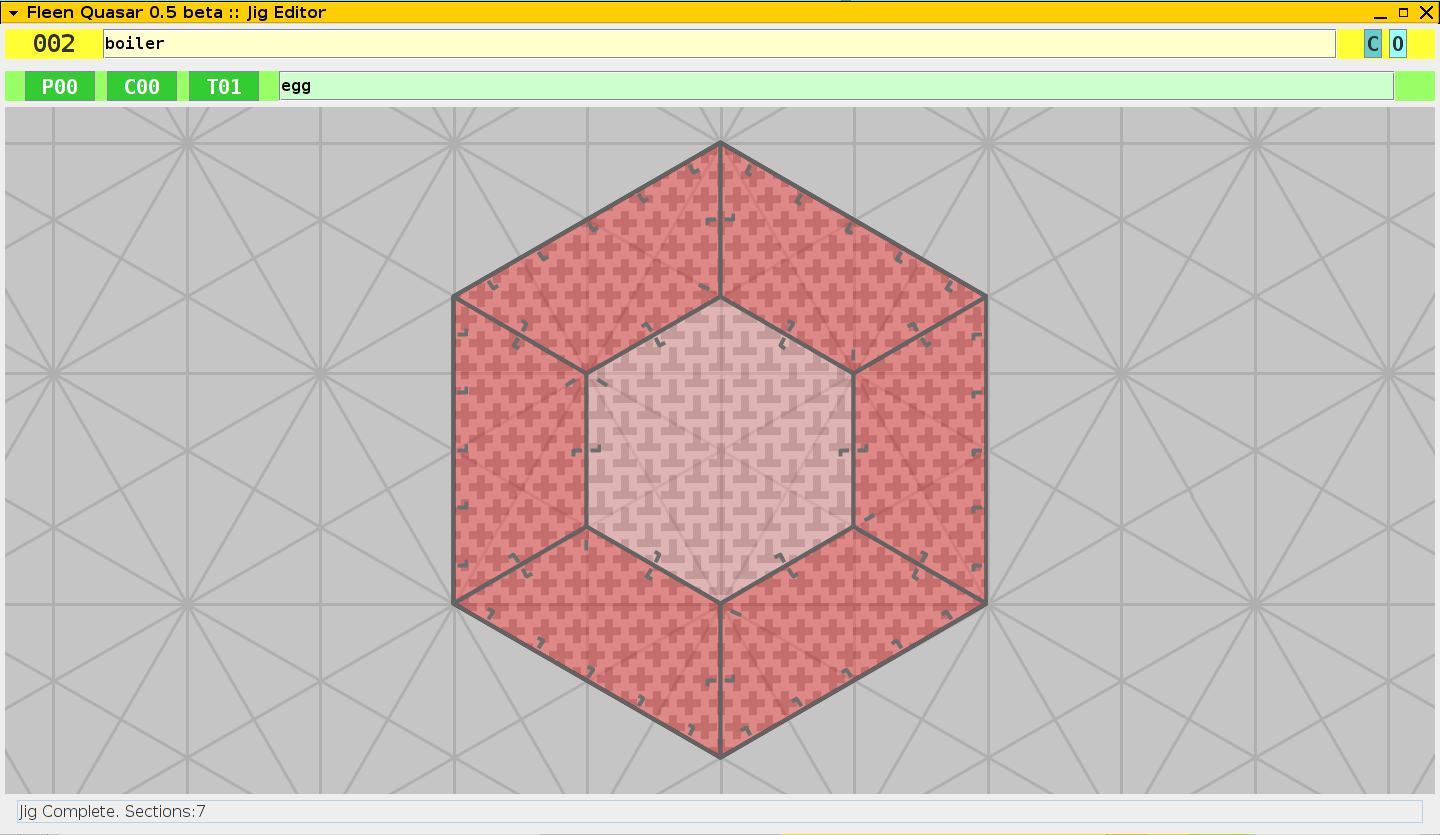 Fleen Quasar 0.5 beta :: Jig Editor
002 boiler C O
P00 C00 T01 egg
Jig Complete. Sections:7